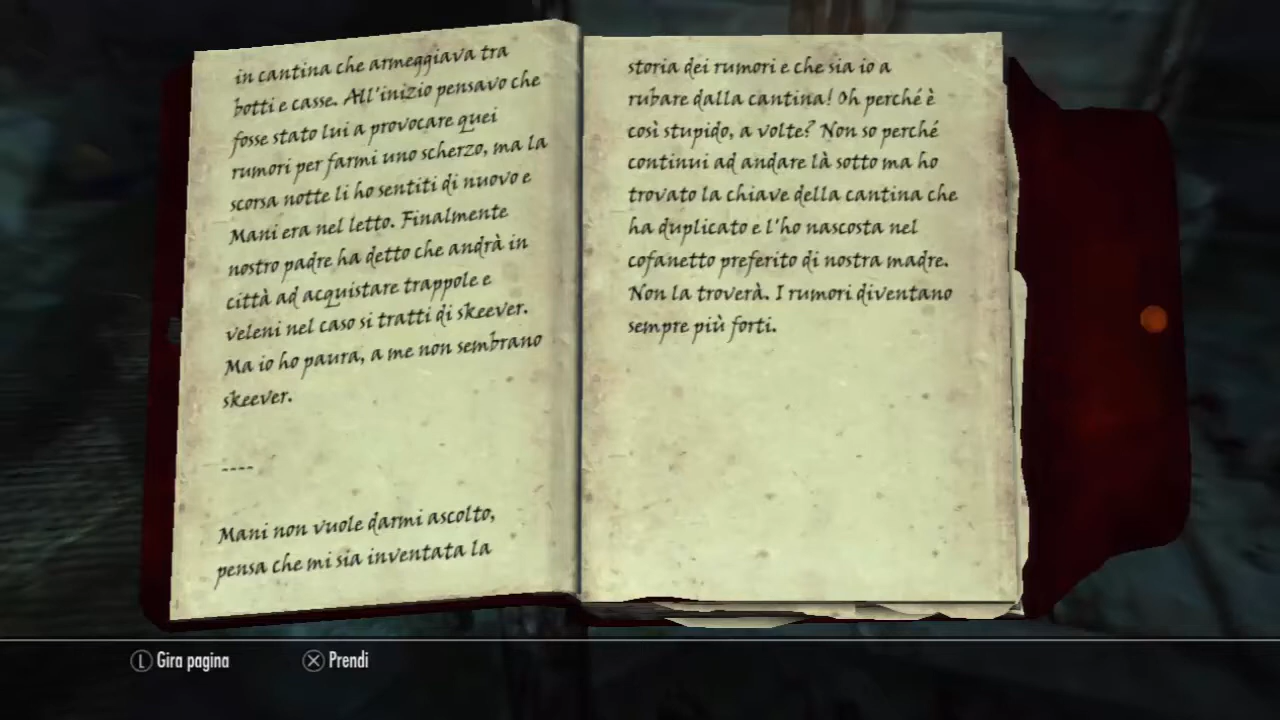 in cantina che armeggiava tra
botti e casse. All'inizio pensavo che
fosse stato lui a provocare quei
rumori per farmi uno scherzo, ma la
scorsa notte li ho sentiti di nuovo e
Mani era nel letto. Finalmente
nostro padre ha detto che andrà in
città ad acquistare trappole e
veleni nel caso si tratti di skeever.
Ma io ho paura, a me non sembrano
skeever.
----
Mani non vuole darmi ascolto,
pensa che mi sia inventata la
storia dei rumori e che sia io a
rubare dalla cantina! Oh perché è
così stupido, a volte? Non so perché
continui ad andare là sotto ma ho
trovato la chiave della cantina che
ha duplicato e l'ho nascosta nel
cofanetto preferito di nostra madre.
Non la troverà. I rumori diventano
sempre più forti.
L Gira pagina
X Prendi